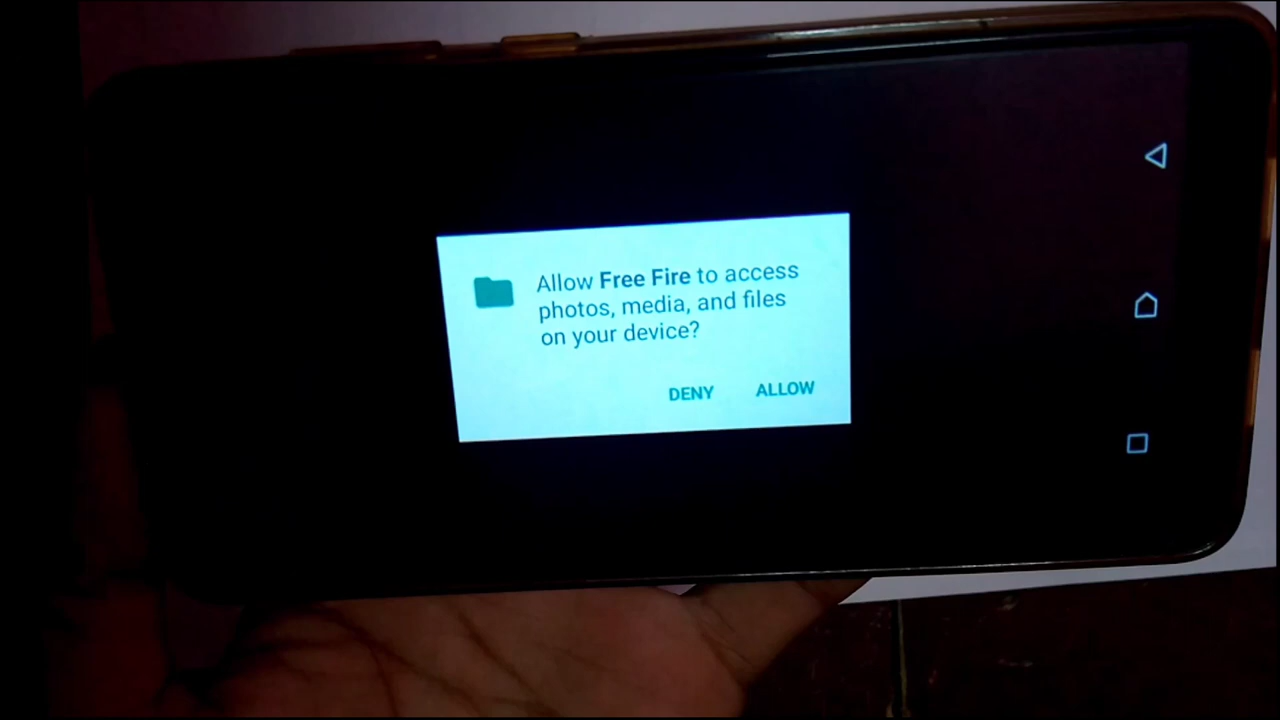 Allow Free Fire to access
photos, media, and files
on your device?
DENY ALLOW